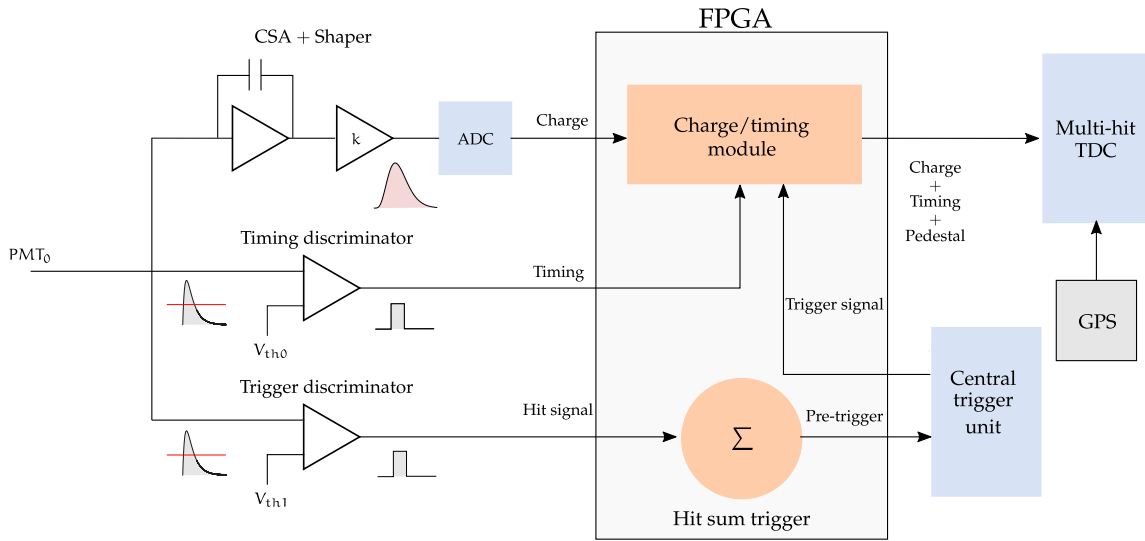 FPGA
CSA + Shaper
k
ADC
Charge
Charge/timing
module
Multi-hit
TDC
Charge
+
Timing
+
Pedestal
Timing discriminator
PMT0
Timing
Vth0
Trigger signal
GPS
Trigger discriminator
Hit signal
Σ
Pre-trigger
Central
trigger
unit
Vth1
Hit sum trigger